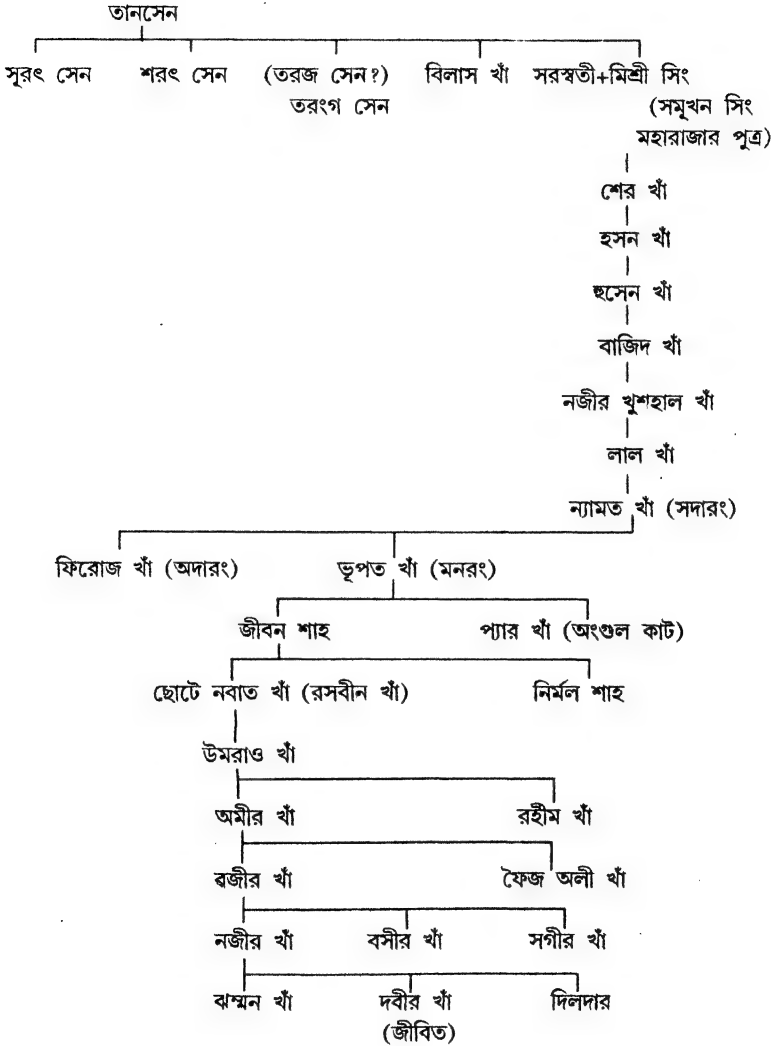 তানসেন
সূরৎ সেন শরৎ সেন (তরজ সেন?) বিলাস খাঁ সরস্বতী+মিশ্রী সিং
তরংগ সেন (সমূখন সিং
মহারাজার পুত্র)
শের খাঁ
হসন খাঁ
হুসেন খাঁ
বাজিদ খাঁ
নজীর খুশহাল খাঁ
লাল খাঁ
ন্যামত খাঁ (সদারং)
ফিরোজ খাঁ (অদারং) ভূপত খাঁ (মনরং)
জীবন শাহ প্যার খাঁ (অংগুল কাট)
ছোটে নবাত খাঁ (রসবীন খাঁ) নির্মল শাহ
উমরাও খাঁ
অমীর খাঁ রহীম খাঁ
ৱজীর খাঁ ফৈজ অলী খাঁ
নজীর খাঁ বসীর খাঁ সগীর খাঁ
ঝম্মন খাঁ দবীর খাঁ দিলদার
(জীবিত)